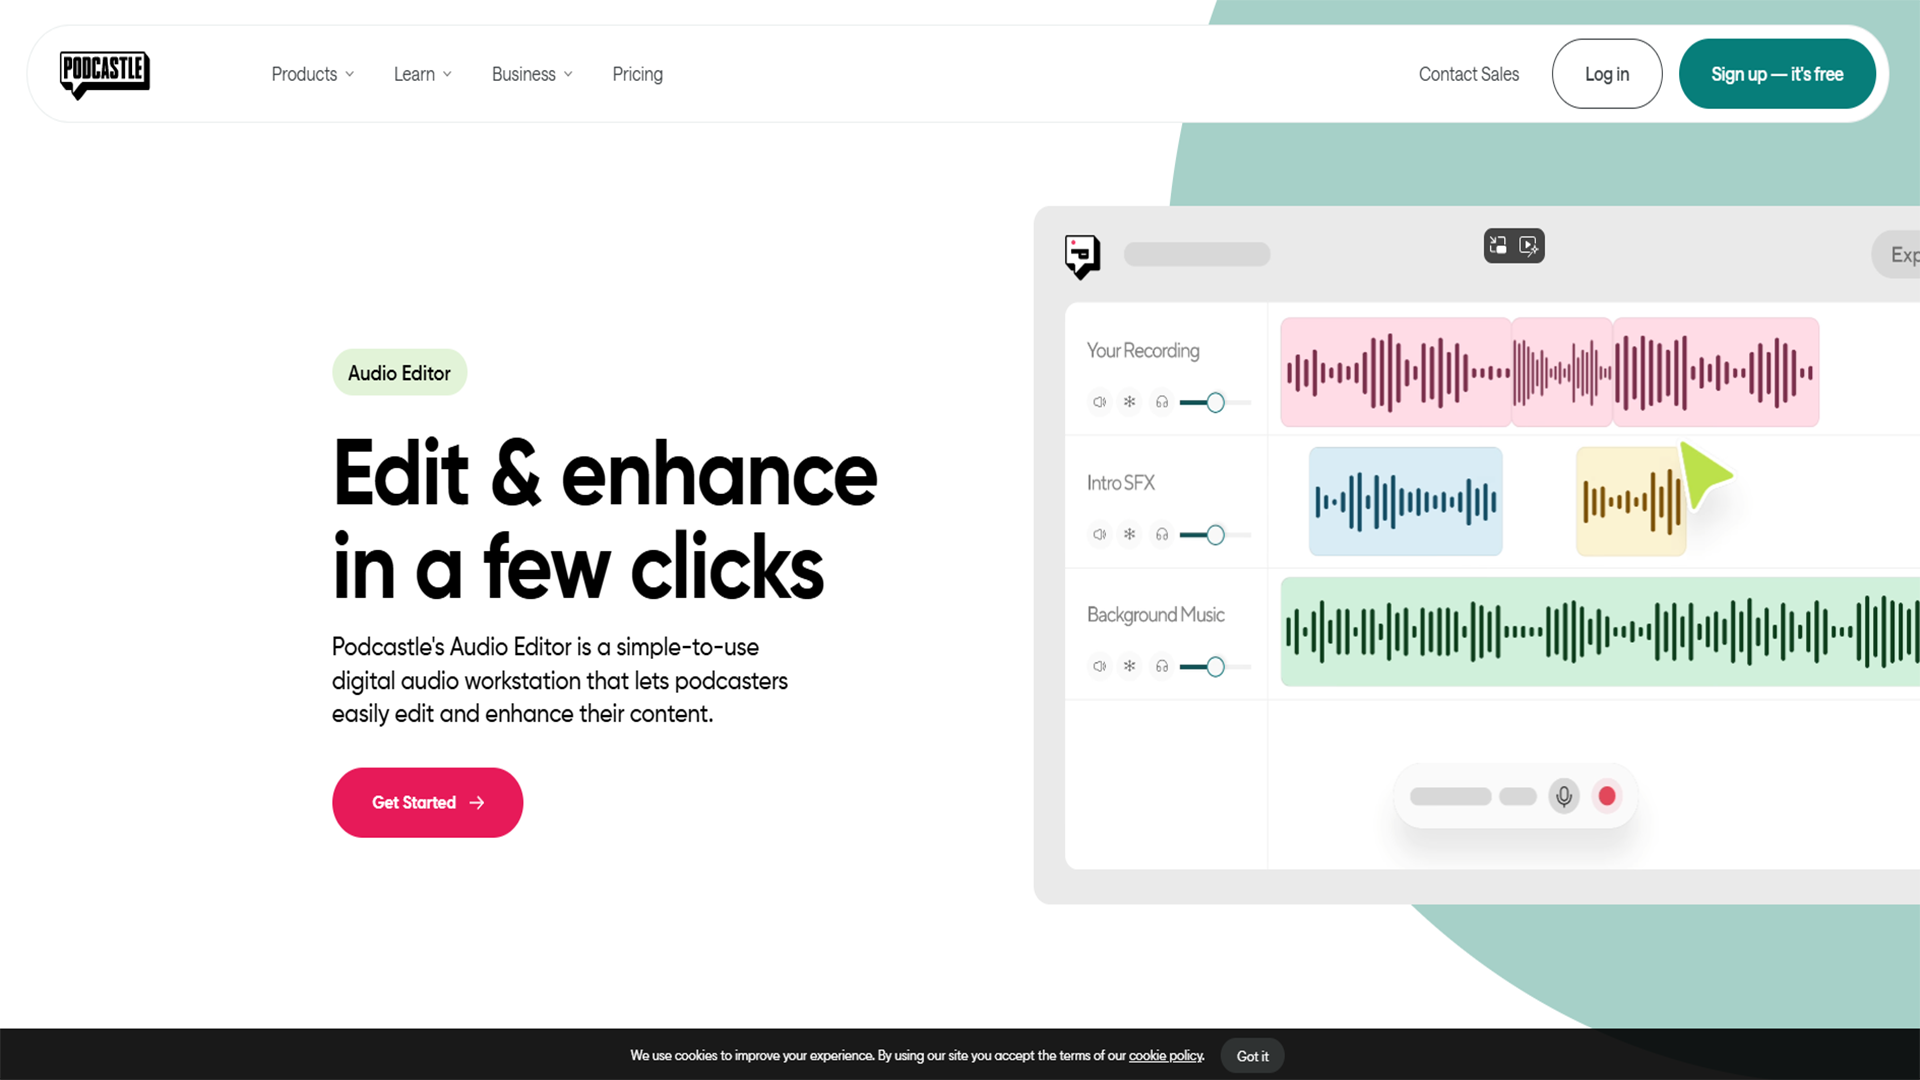 PODCASTLE
Products
Learn
Business
Pricing
Contact Sales
Log in
Sign up — it's free
Audio Editor
Edit & enhance
in a few clicks
Podcastle's Audio Editor is a simple-to-use
digital audio workstation that lets podcasters
easily edit and enhance their content.
Get Started
Your Recording
Intro SFX
Background Music
We use cookies to improve your experience. By using our site you accept the terms of our cookie policy.
Got it